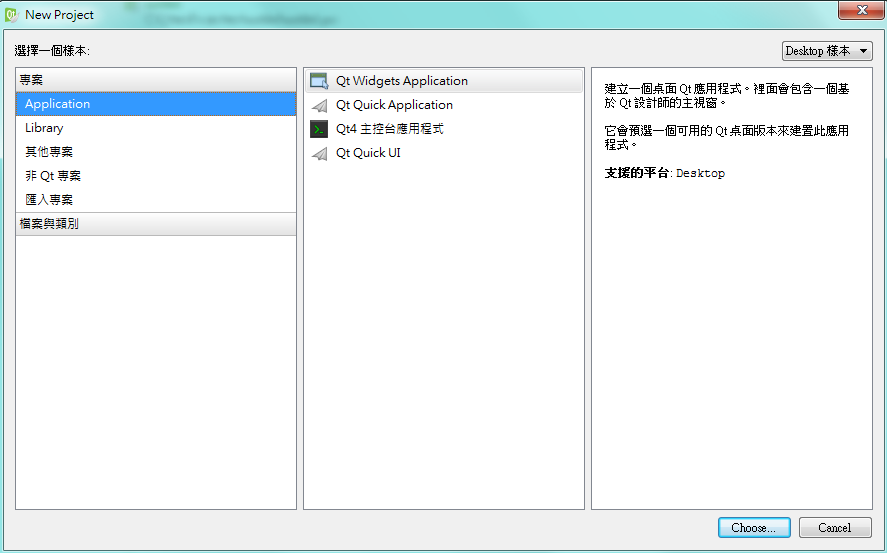 New Project
選擇一個樣本:
Desktop 樣本
專案
Application
Library
其他專案
非 Qt 專案
匯入專案
檔案與類別
Qt Widgets Application
Qt Quick Application
Qt4 主控台應用程式
Qt Quick UI
建立一個桌面 Qt 應用程式。裡面會包含一個基
於 Qt 設計師的主視窗。
它會預選一個可用的 Qt 桌面版本來建置此應用
程式。
支援的平台: Desktop
Choose...
Cancel